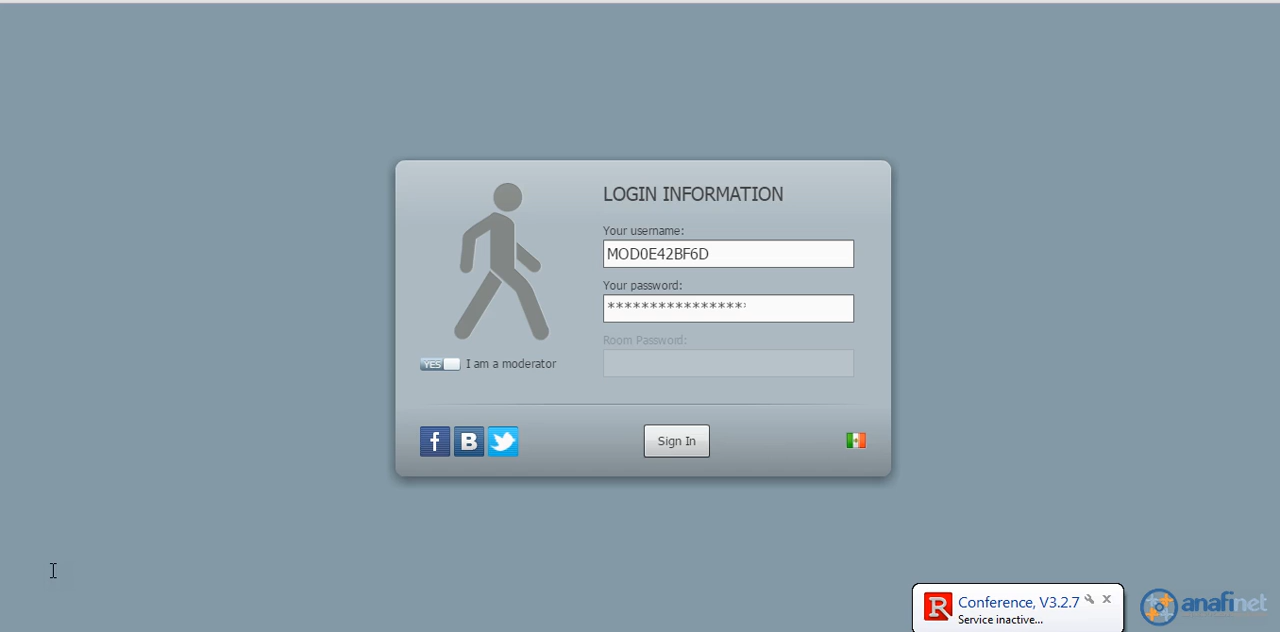 LOGIN INFORMATION
Your username:
MOD0E42BF6D
Your password:
****************
Room Password:
YES I am a moderator
f B
Sign In
R
Conference, V3.2.7
Service inactive...
anafinet